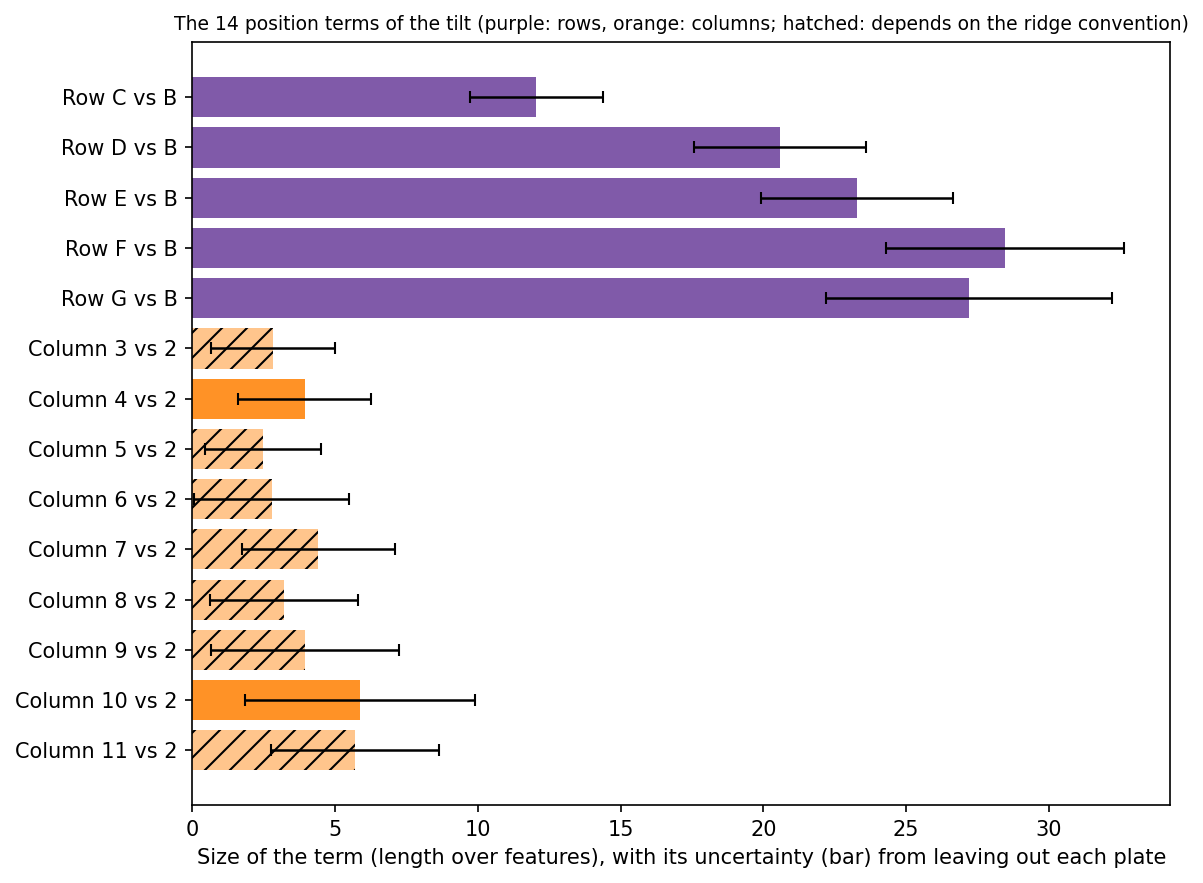 The 14 position terms of the tilt (purple: rows, orange: columns; hatched: depends on the ridge convention)
Row C vs B
Row D vs B
Row E vs B
Row F vs B
Row G vs B
Column 3 vs 2
Column 4 vs 2
Column 5 vs 2
Column 6 vs 2
Column 7 vs 2
Column 8 vs 2
Column 9 vs 2
Column 10 vs 2
Column 11 vs 2
0 5 10 15 20 25 30
Size of the term (length over features), with its uncertainty (bar) from leaving out each plate